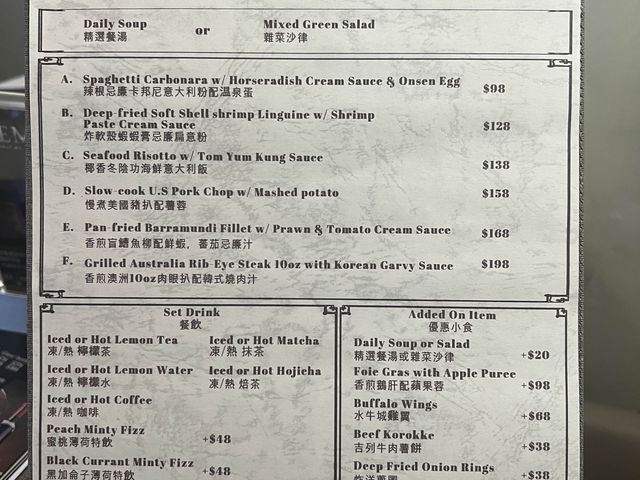 Daily Soup
精選餐湯
or
Mixed Green Salad
雜菜沙律
A. Spaghetti Carbonara w/ Horseradish Cream Sauce & Onsen Egg $98
辣根忌廉卡邦尼意大利粉配溫泉蛋
B. Deep-fried Soft Shell shrimp Linguine w/ Shrimp
Paste Cream Sauce $128
炸軟殼蝦蝦膏忌廉扁意粉
C. Seafood Risotto w/ Tom Yum Kung Sauce $138
椰香冬陰功海鮮意大利飯
D. Slow-cook U.S Pork Chop w/ Mashed potato $158
慢煮美國豬扒配薯蓉
E. Pan-fried Barramundi Fillet w/ Prawn & Tomato Cream Sauce $168
香煎盲鰽魚柳配鮮蝦，蕃茄忌廉汁
F. Grilled Australia Rib-Eye Steak 10oz with Korean Garvy Sauce $198
香煎澳洲10oz肉眼扒配韓式燒肉汁
Set Drink
餐飲
Iced or Hot Lemon Tea
凍/熱 檸檬茶
Iced or Hot Matcha
凍/熱 抹茶
Iced or Hot Lemon Water
凍/熱 檸檬水
Iced or Hot Hojicha
凍/熱 焙茶
Iced or Hot Coffee
凍/熱 咖啡
Peach Minty Fizz
蜜桃薄荷特飲 +$48
Black Currant Minty Fizz
黑加侖子薄荷特飲 +$48
Added On Item
優惠小食
Daily Soup or Salad
精選餐湯或雜菜沙律 +$20
Foie Gras with Apple Puree
香煎鵝肝配蘋果蓉 +$98
Buffalo Wings
水牛城雞翼 +$68
Beef Korokke
吉列牛肉薯餅 +$38
Deep Fried Onion Rings
炸洋蔥圈 +$38